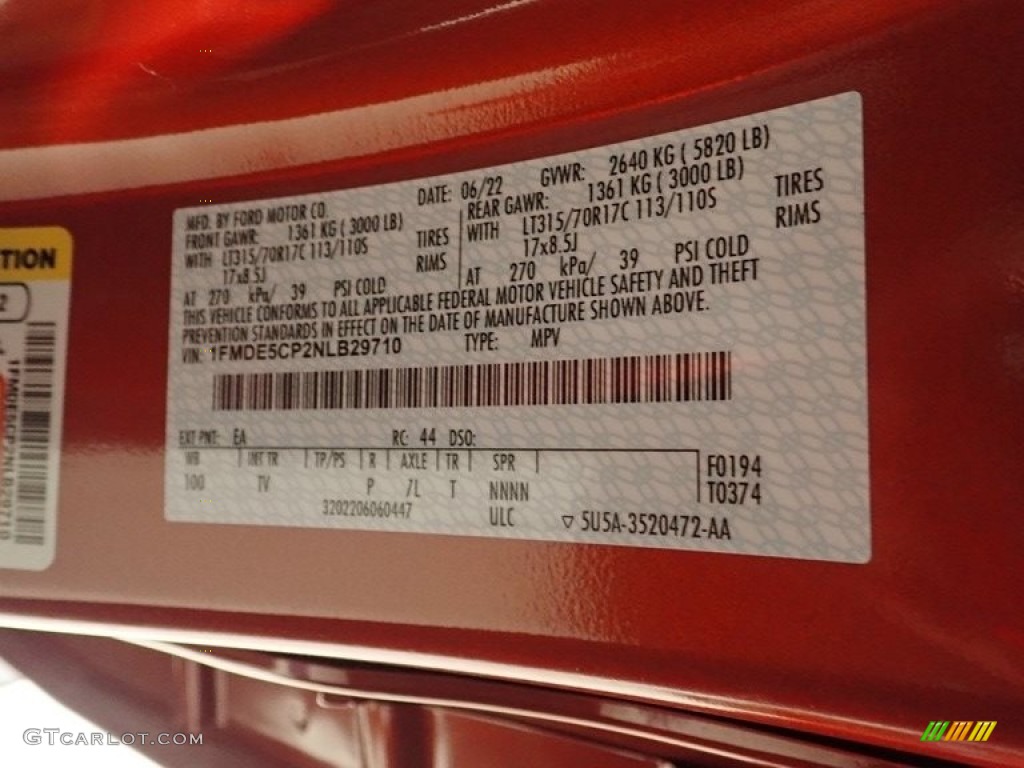 MFD. BY FORD MOTOR CO. DATE: 06/22 GVWR: 2640 KG ( 5820 LB)
FRONT GAWR: 1361 KG ( 3000 LB) REAR GAWR: 1361 KG ( 3000 LB)
WITH LT315/70R17C 113/110S TIRES WITH LT315/70R17C 113/110S TIRES
17x8.5J RIMS 17x8.5J RIMS
AT 270 kPa/ 39 PSI COLD AT 270 kPa/ 39 PSI COLD
THIS VEHICLE CONFORMS TO ALL APPLICABLE FEDERAL MOTOR VEHICLE SAFETY AND THEFT
PREVENTION STANDARDS IN EFFECT ON THE DATE OF MANUFACTURE SHOWN ABOVE.
VIN: 1FMDE5CP2NLB29710 TYPE: MPV
EXT PNT: EA RC: 44 DSO:
WB INT TR TP/PS R AXLE TR SPR F0194
100 TV P 7L T NNNN T0374
3202206060447 ULC ▽ 5U5A-3520472-AA
TION
1FMDE5CP2NLB29710
GTCARLOT.COM